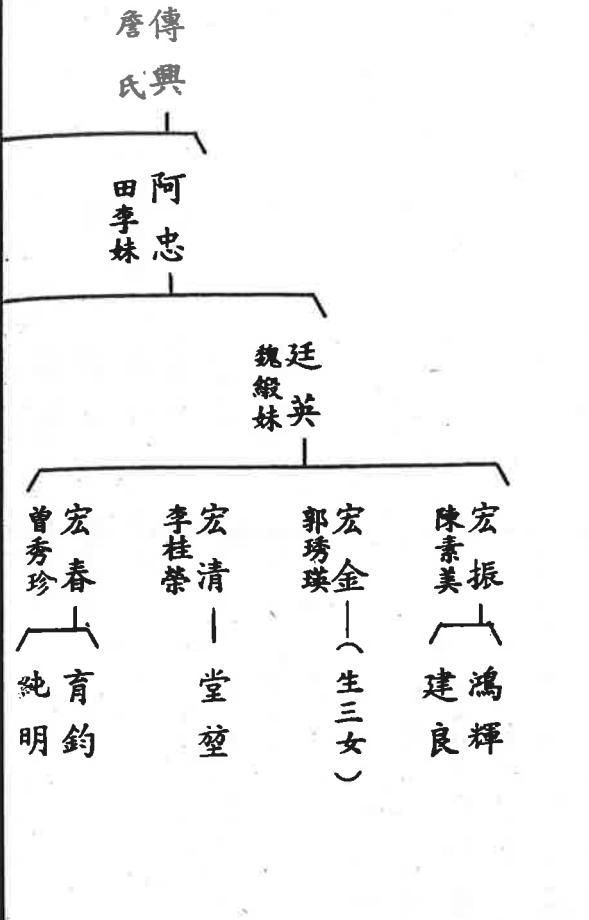 傳興
詹氏
阿忠
田李妹
廷英
魏緞妹
宏振
陳素美
宏金
郭琇瑛
宏清
李桂榮
宏春
曾秀珍
鴻輝
建良
（生三女）
堂堃
育鈞
純明